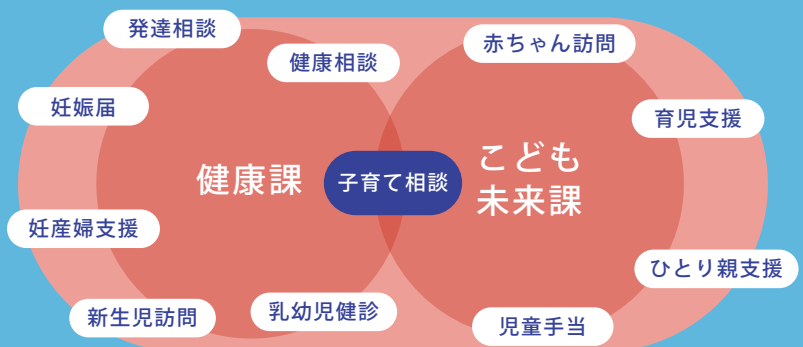 発達相談
健康相談
赤ちゃん訪問
妊娠届
育児支援
健康課
子育て相談
こども
未来課
妊産婦支援
ひとり親支援
新生児訪問
乳幼児健診
児童手当